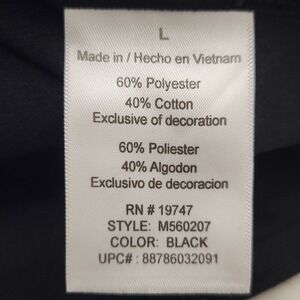 L
Made in / Hecho en Vietnam
60% Polyester
40% Cotton
Exclusive of decoration
60% Poliester
40% Algodon
Exclusivo de decoracion
RN # 19747
STYLE: M560207
COLOR: BLACK
UPC# : 88786032091